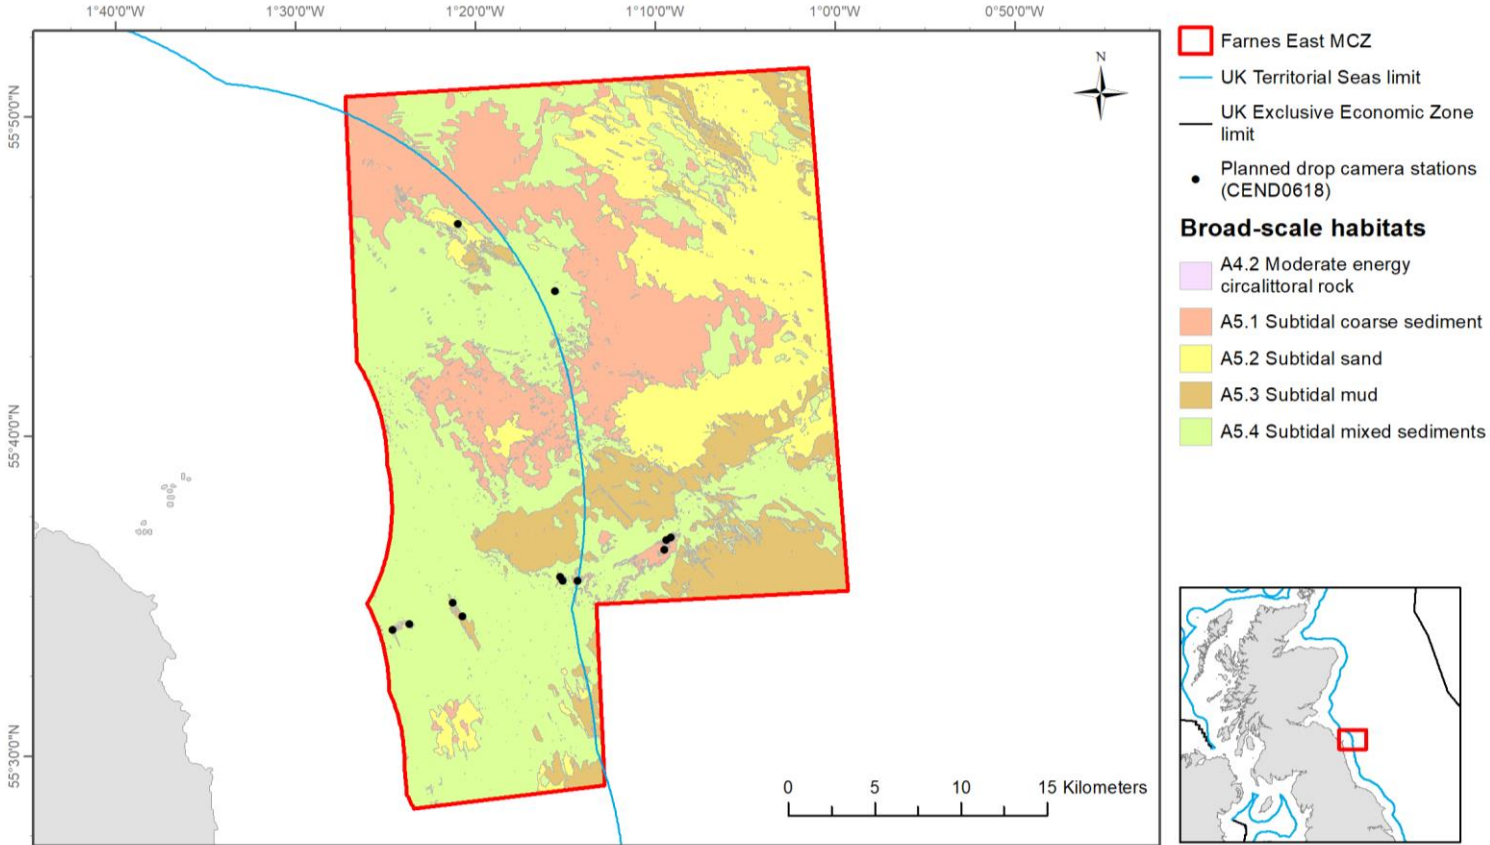 1°40'0"W
1°30'0"W
1°20'0"W
1°10'0"W
1°0'0"W
0°50'0"W
55°50'0"N
55°40'0"N
55°30'0"N
N
0
5
10
15 Kilometers
Farnes East MCZ
UK Territorial Seas limit
UK Exclusive Economic Zone
limit
Planned drop camera stations
(CEND0618)
Broad-scale habitats
A4.2 Moderate energy
circalittoral rock
A5.1 Subtidal coarse sediment
A5.2 Subtidal sand
A5.3 Subtidal mud
A5.4 Subtidal mixed sediments